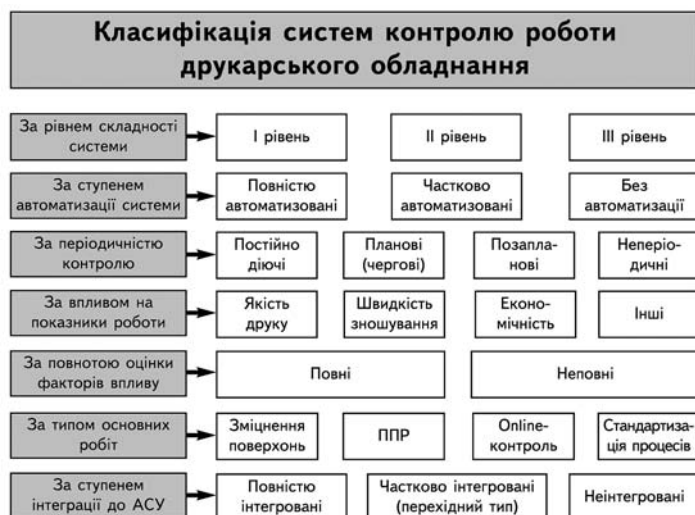 Класифікація систем контролю роботи
друкарського обладнання
За рівнем складності
системи
І рівень
ІІ рівень
ІІІ рівень
За ступенем
автоматизації системи
Повністю
автоматизовані
Частково
автоматизовані
Без
автоматизації
За періодичністю
контролю
Постійно
діючі
Планові
(чергові)
Позапла-
нові
Неперіо-
дичні
За впливом на
показники роботи
Якість
друку
Швидкість
зношування
Еконо-
мічність
Інші
За повнотою оцінки
факторів впливу
Повні
Неповні
За типом основних
робіт
Зміцнення
поверхонь
ППР
Online-
контроль
Стандартиза-
ція процесів
За ступенем
інтеграції до АСУ
Повністю
інтегровані
Частково інтегровані
(перехідний тип)
Неінтегровані